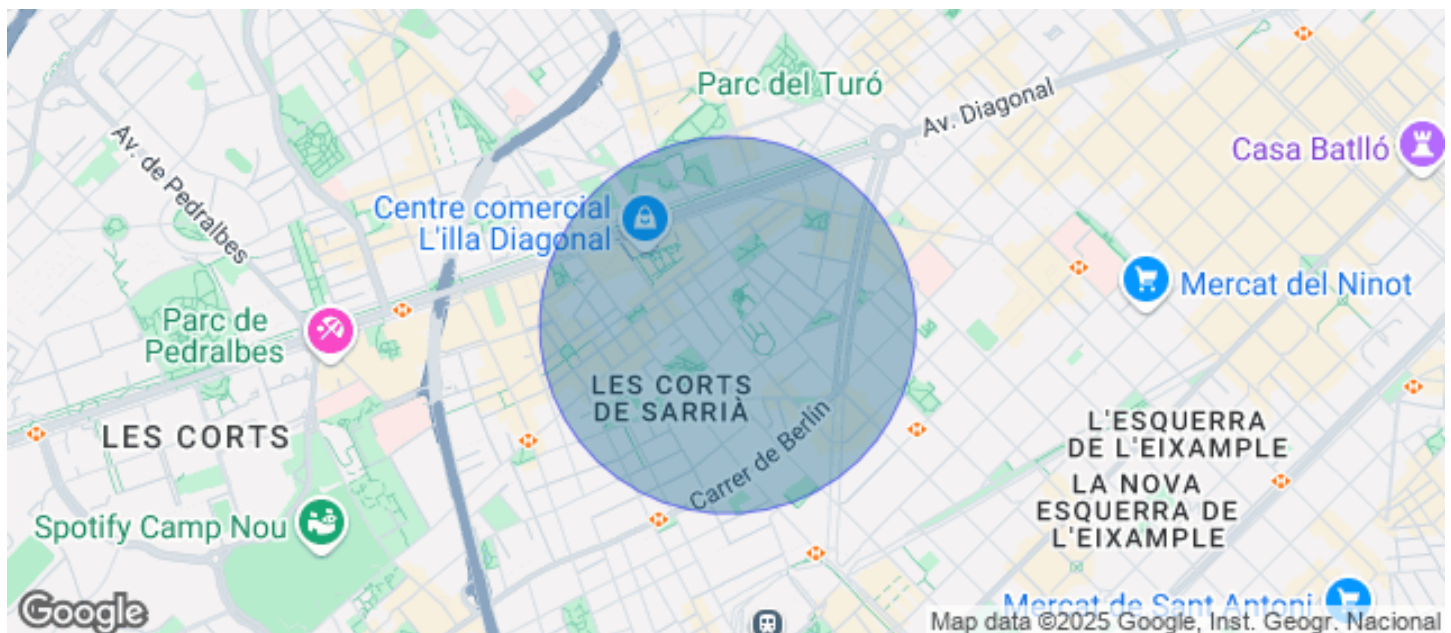 Parc del Turó
Av. Diagonal
Av. de Pedralbes
Casa Batlló
Centre comercial
L'illa Diagonal
Mercat del Ninot
Parc de
Pedralbes
LES CORTS
DE SARRIÀ
LES CORTS
Carrer de Berlín
L'ESQUERRA
DE L'EIXAMPLE
LA NOVA
ESQUERRA DE
L'EIXAMPLE
Spotify Camp Nou
Mercat de Sant Antoni
Google
Map data ©2025 Google, Inst. Geogr. Nacional